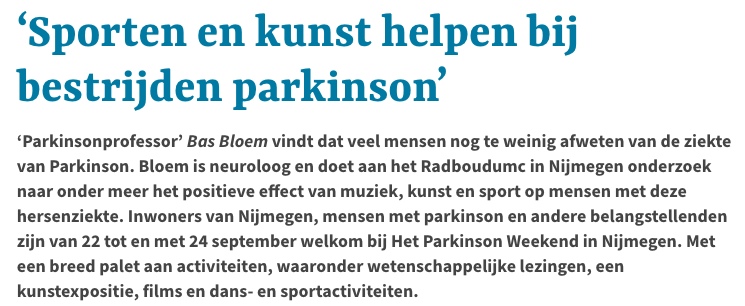 ‘Sporten en kunst helpen bij
bestrijden parkinson’
‘Parkinsonprofessor’ Bas Bloem vindt dat veel mensen nog te weinig afweten van de ziekte
van Parkinson. Bloem is neuroloog en doet aan het Radboudumc in Nijmegen onderzoek
naar onder meer het positieve effect van muziek, kunst en sport op mensen met deze
hersenziekte. Inwoners van Nijmegen, mensen met parkinson en andere belangstellenden
zijn van 22 tot en met 24 september welkom bij Het Parkinson Weekend in Nijmegen. Met
een breed palet aan activiteiten, waaronder wetenschappelijke lezingen, een
kunstexpositie, films en dans- en sportactiviteiten.